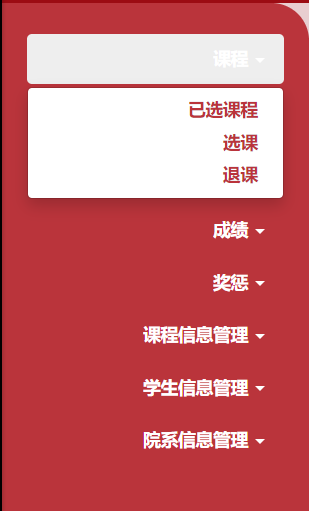 课程
已选课程
选课
退课
成绩
奖惩
课程信息管理
学生信息管理
院系信息管理